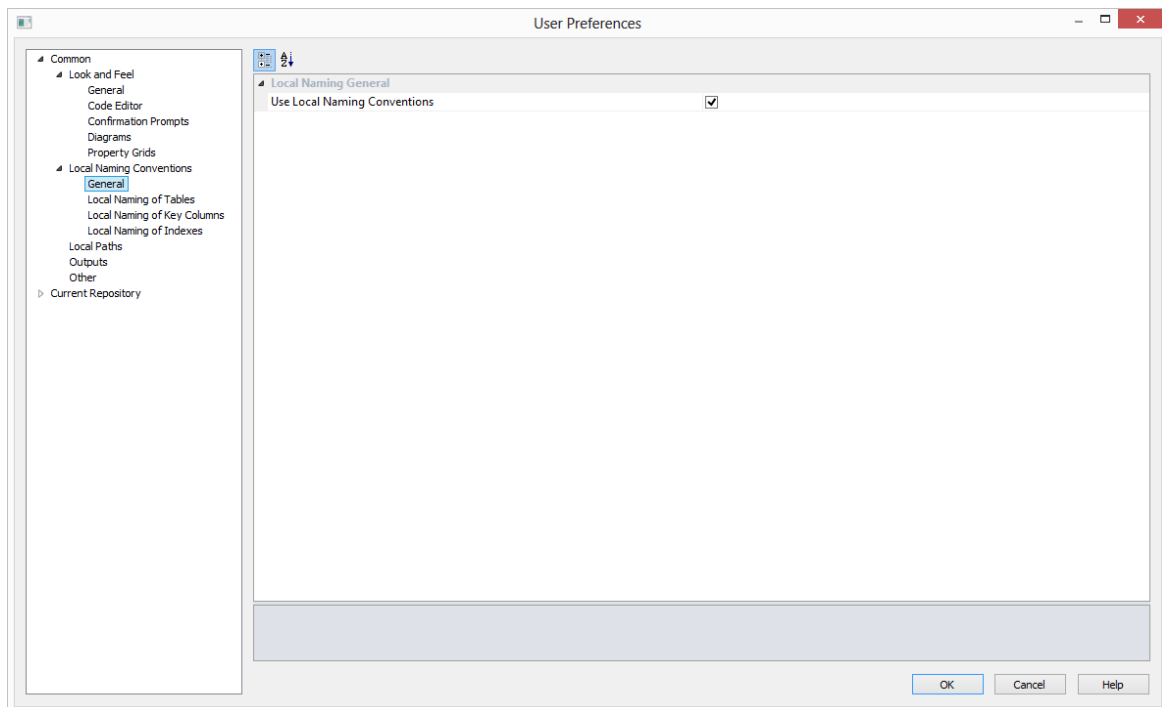 User Preferences
Common
Look and Feel
General
Code Editor
Confirmation Prompts
Diagrams
Property Grids
Local Naming Conventions
General
Local Naming of Tables
Local Naming of Key Columns
Local Naming of Indexes
Local Paths
Outputs
Other
Current Repository
Local Naming General
Use Local Naming Conventions
OK Cancel Help